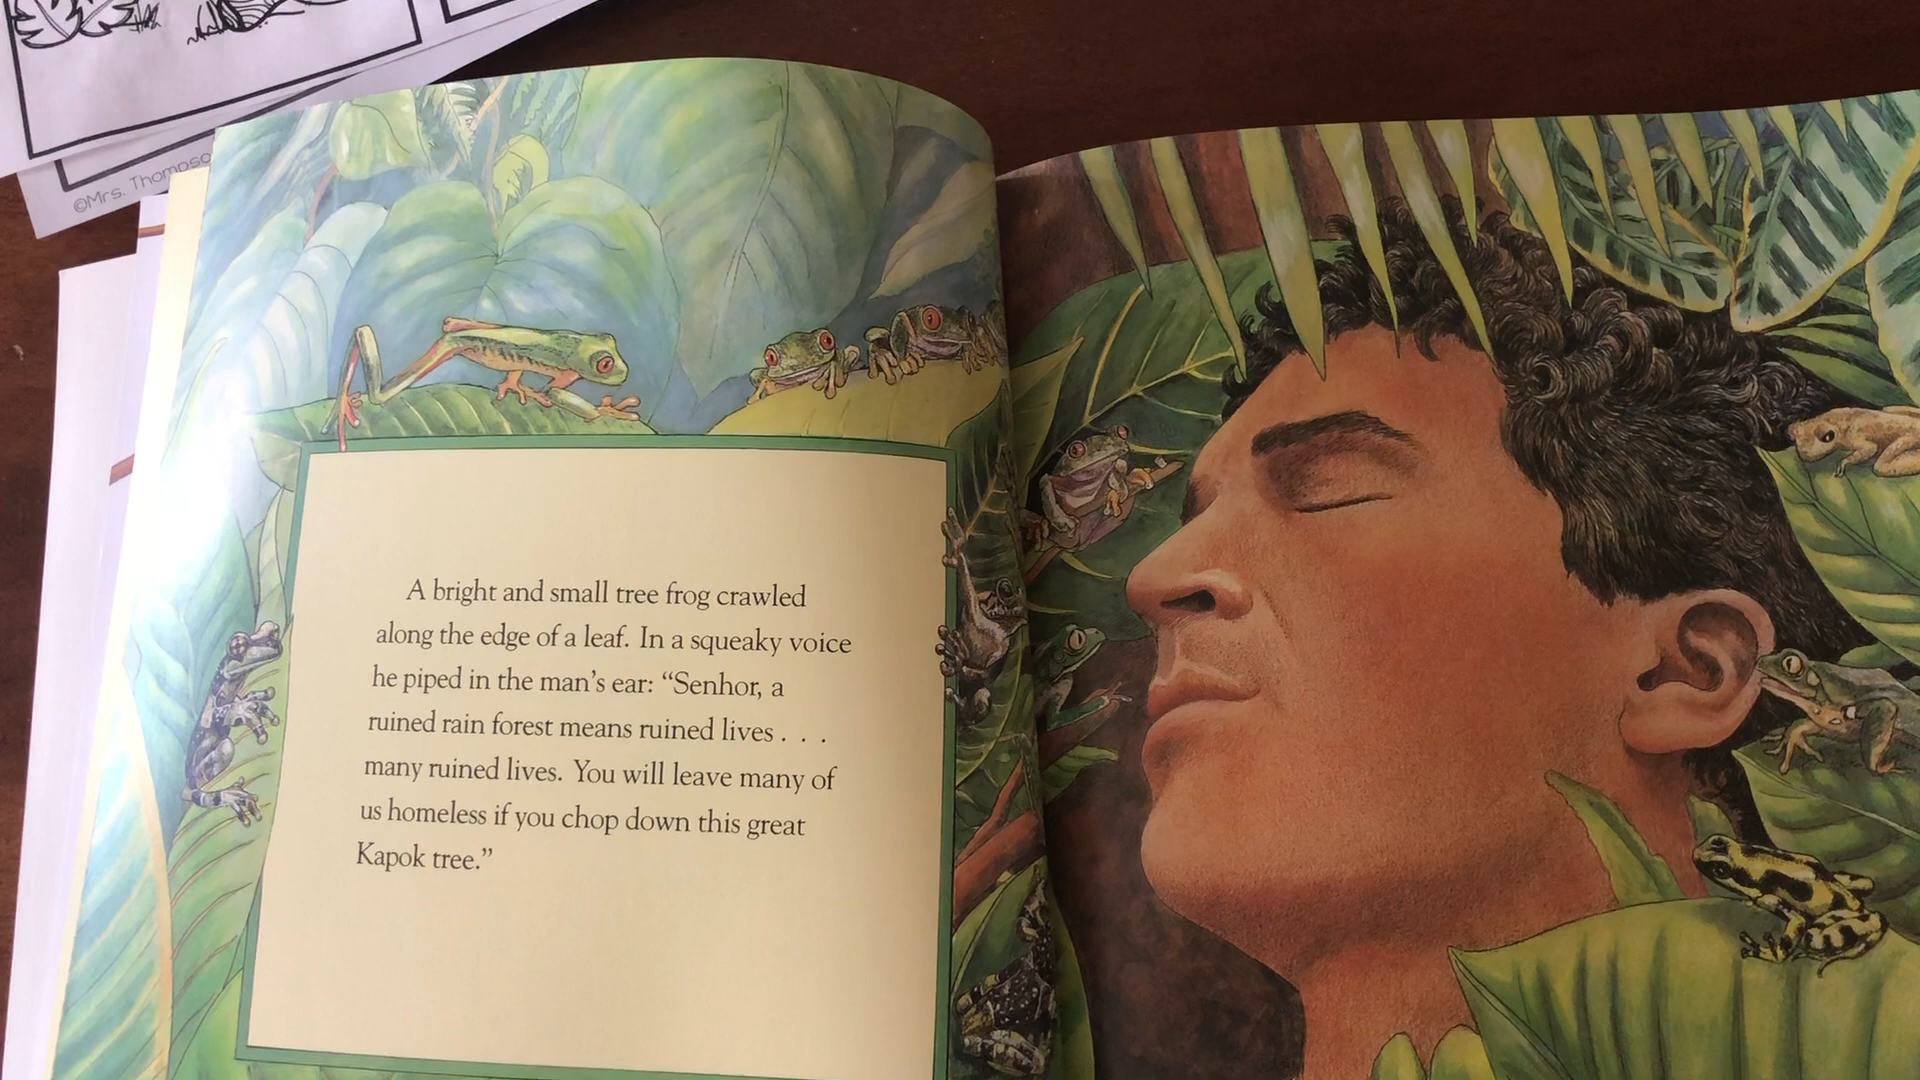 ©Mrs. Thompso
A bright and small tree frog crawled
along the edge of a leaf. In a squeaky voice
he piped in the man’s ear: “Senhor, a
ruined rain forest means ruined lives . . .
many ruined lives. You will leave many of
us homeless if you chop down this great
Kapok tree.”